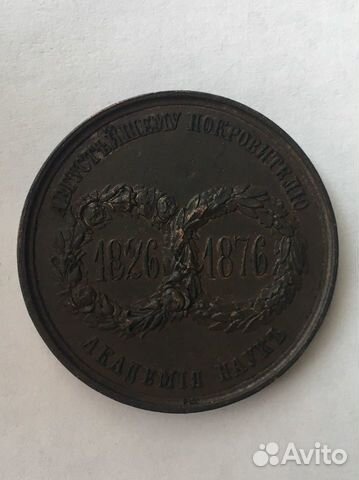 АВГУСТѢЙШЕМУ ПОКРОВИТЕЛЮ
1826 1876
АКАДЕМІЯ НАУКЪ
Avito